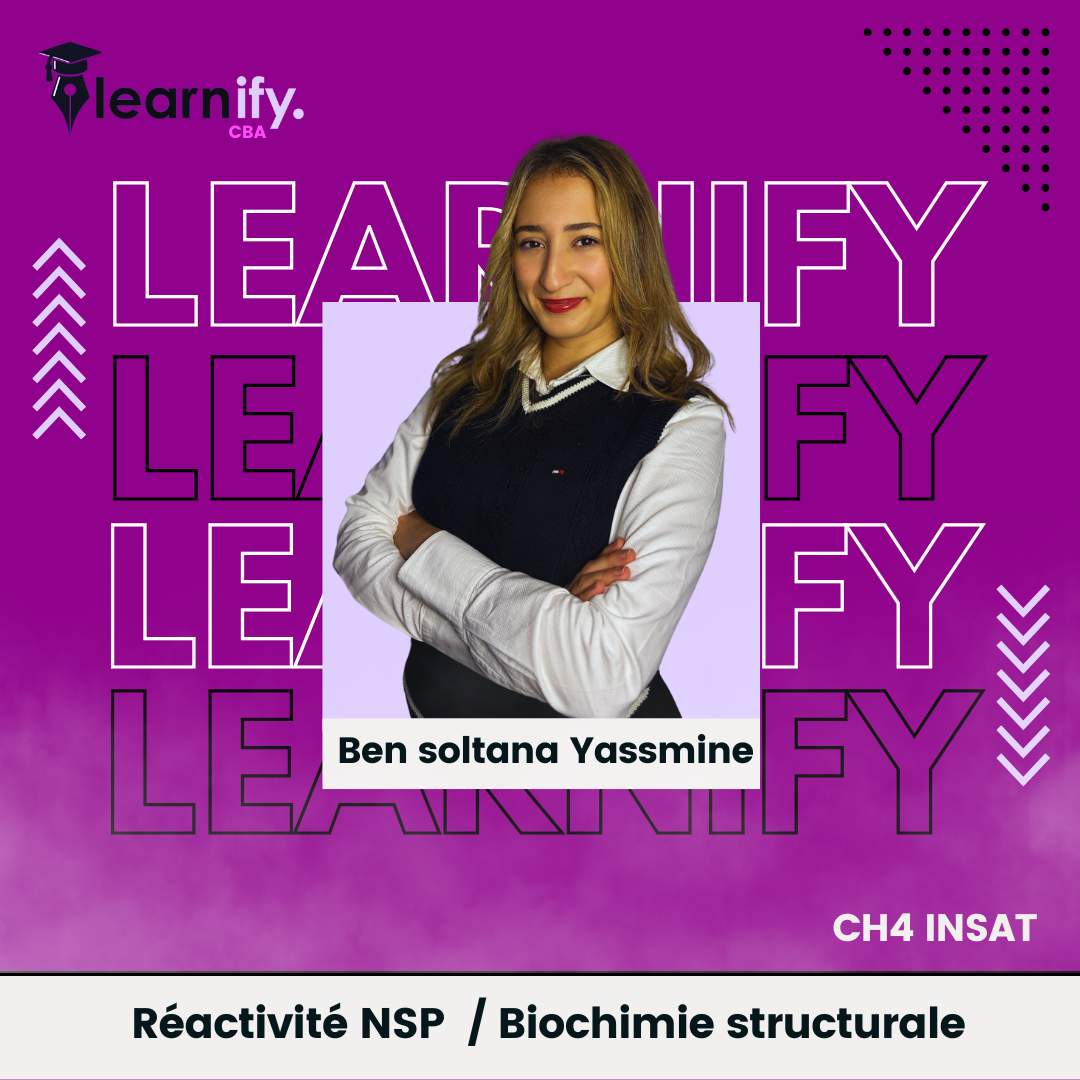 learnify.
CBA
LEARNIFY
LEARNIFY
LEARNIFY
LEARNIFY
Ben soltana Yassmine
CH4 INSAT
Réactivité NSP / Biochimie structurale